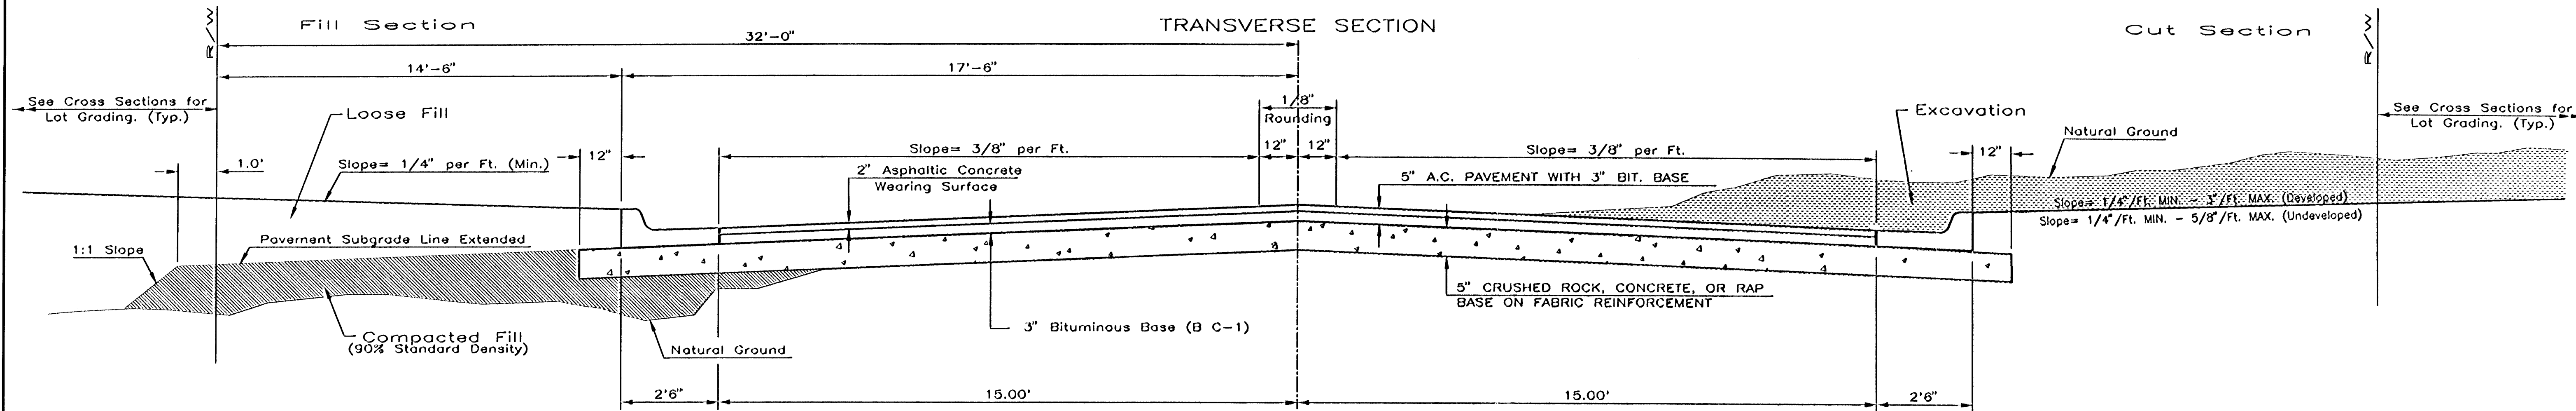 Fill Section
TRANSVERSE SECTION
Cut Section
R/W
R/W
32'-0"
14'-6"
17'-6"
See Cross Sections for
Lot Grading. (Typ.)
Loose Fill
1/8"
Rounding
Excavation
See Cross Sections for
Lot Grading. (Typ.)
Natural Ground
1.0'
Slope= 1/4" per Ft. (Min.)
12"
Slope= 3/8" per Ft.
12"
12"
Slope= 3/8" per Ft.
12"
2" Asphaltic Concrete
Wearing Surface
5" A.C. PAVEMENT WITH 3" BIT. BASE
Slope= 1/4"/Ft. MIN. - 3"/Ft. MAX. (Developed)
Slope= 1/4"/Ft. MIN. - 5/8"/Ft. MAX. (Undeveloped)
1:1 Slope
Pavement Subgrade Line Extended
5" CRUSHED ROCK, CONCRETE, OR RAP
BASE ON FABRIC REINFORCEMENT
3" Bituminous Base (B C-1)
Compacted Fill
(90% Standard Density)
Natural Ground
2'6"
15.00'
15.00'
2'6"